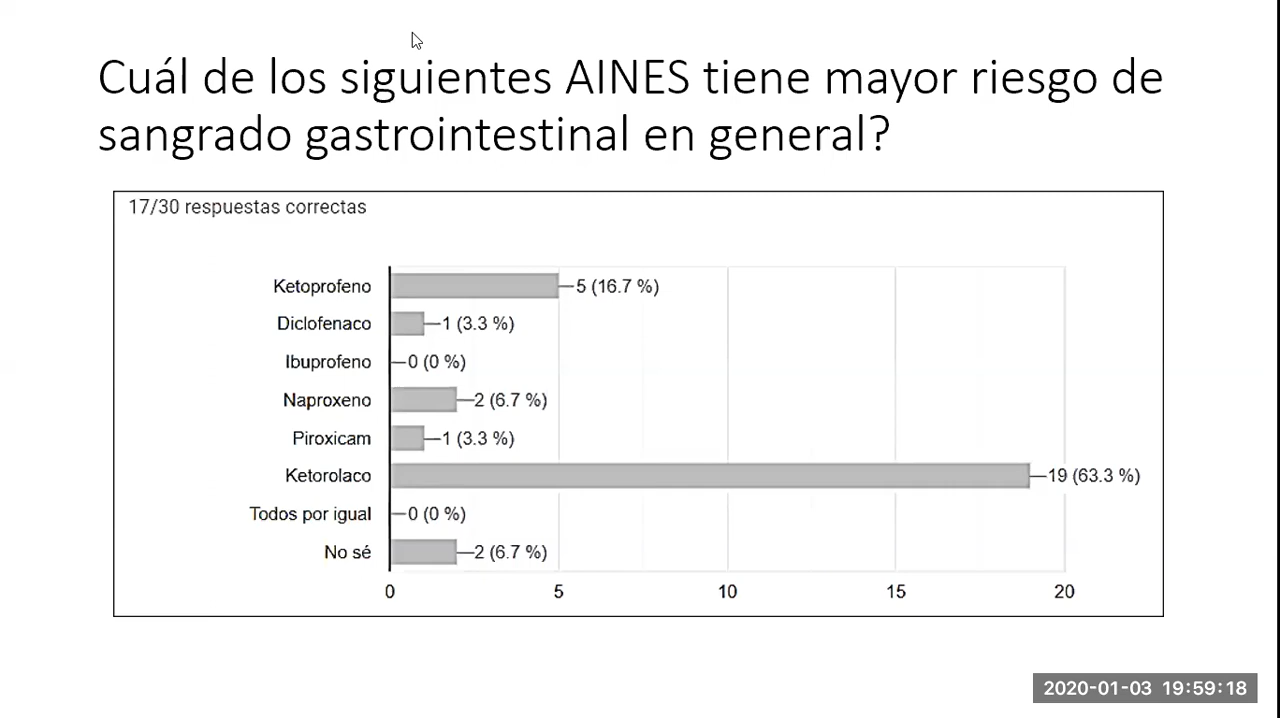 Cuál de los siguientes AINES tiene mayor riesgo de
sangrado gastrointestinal en general?
17/30 respuestas correctas
Ketoprofeno 5 (16.7 %)
Diclofenaco 1 (3.3 %)
Ibuprofeno 0 (0 %)
Naproxeno 2 (6.7 %)
Piroxicam 1 (3.3 %)
Ketorolaco 19 (63.3 %)
Todos por igual 0 (0 %)
No sé 2 (6.7 %)
0 5 10 15 20
2020-01-03 19:59:18